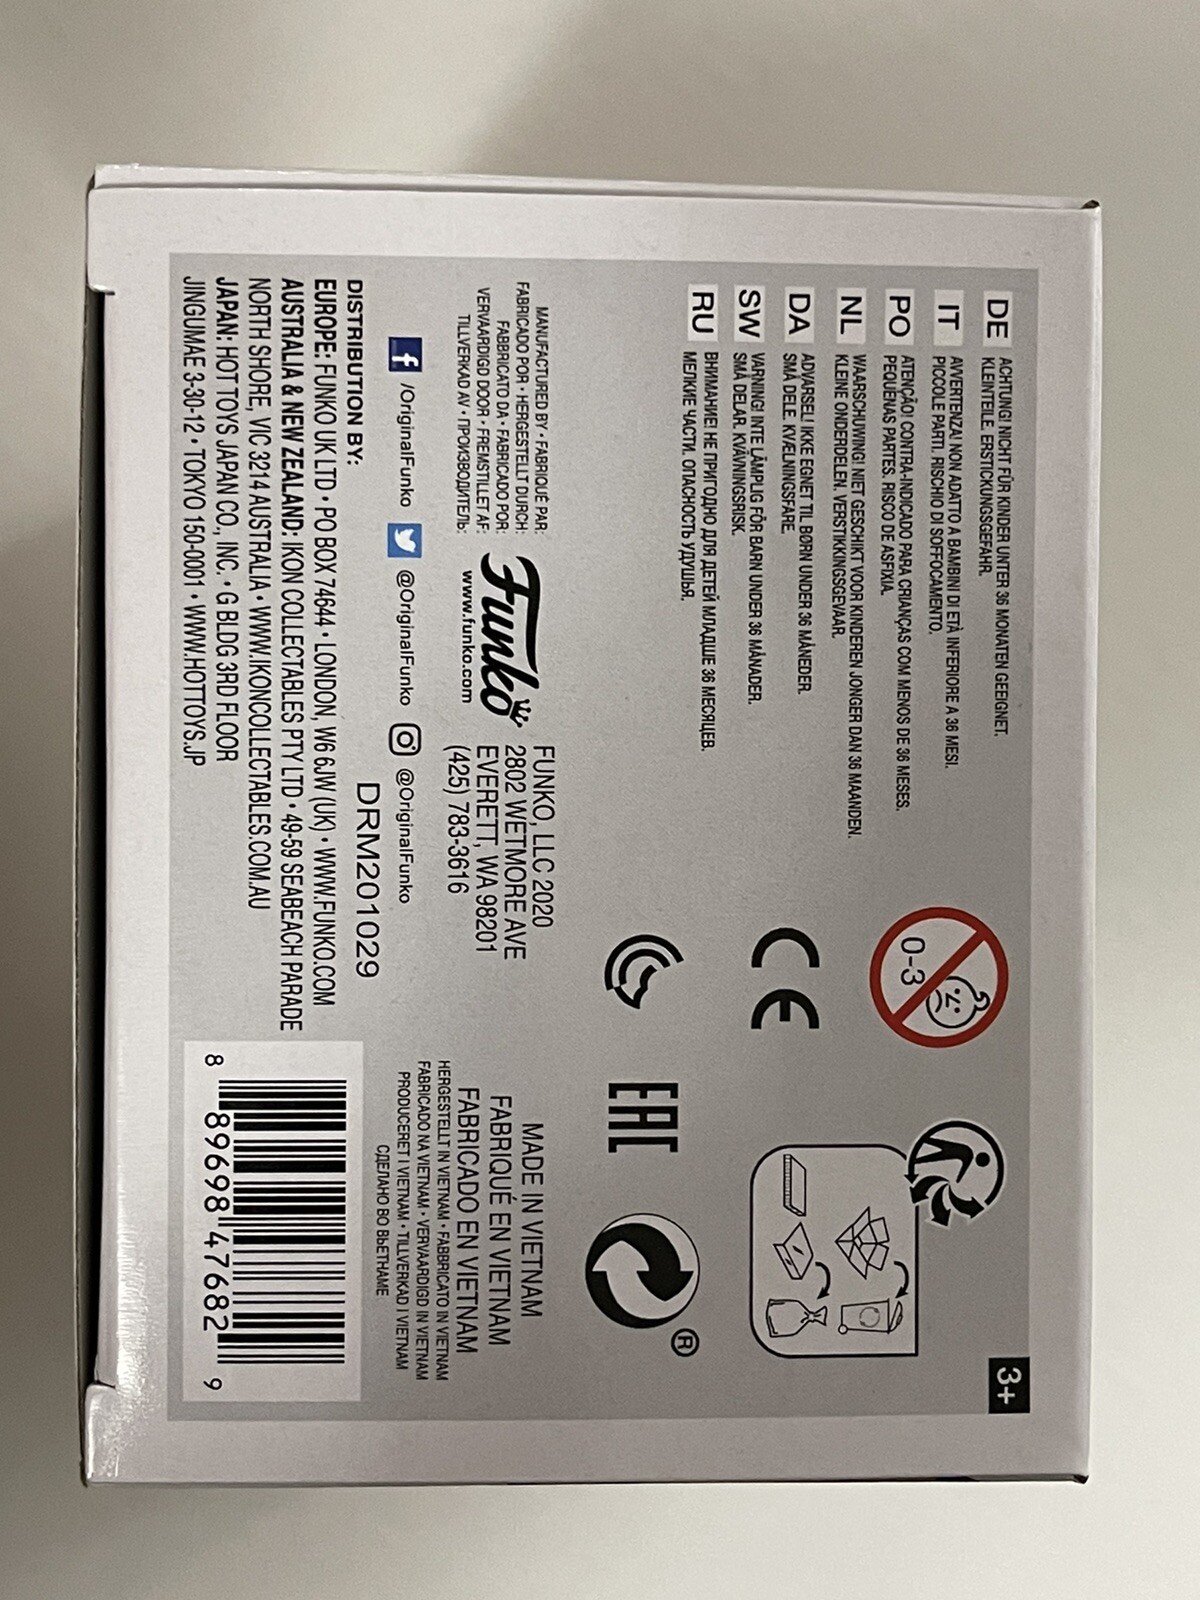 3+
DE ACHTUNG! NICHT FÜR KINDER UNTER 36 MONATEN GEEIGNET.
KLEINTEILE. ERSTICKUNGSGEFAHR.
IT AVVERTENZA! NON ADATTO A BAMBINI DI ETÀ INFERIORE A 36 MESI.
PICCOLE PARTI. RISCHIO DI SOFFOCAMENTO.
PO ATENÇÃO! CONTRA-INDICADO PARA CRIANÇAS COM MENOS DE 36 MESES.
PEQUENAS PARTES. RISCO DE ASFIXIA.
NL WAARSCHUWING! NIET GESCHIKT VOOR KINDEREN JONGER DAN 36 MAANDEN.
KLEINE ONDERDELEN. VERSTIKKINGSGEVAAR.
DA ADVARSEL! IKKE EGNET TIL BØRN UNDER 36 MÅNEDER.
SMÅ DELE. KVÆLNINGSFARE.
SW VARNING! INTE LÄMPLIG FÖR BARN UNDER 36 MÅNADER.
SMÅ DELAR. KVÄVNINGSRISK.
RU ВНИМАНИЕ! НЕ ПРИГОДНО ДЛЯ ДЕТЕЙ МЛАДШЕ 36 МЕСЯЦЕВ.
МЕЛКИЕ ЧАСТИ. ОПАСНОСТЬ УДУШЬЯ.
0-3
CE
EAC
®
MANUFACTURED BY • FABRIQUÉ PAR:
FABRICADO POR • HERGESTELLT DURCH:
FABBRICATO DA • FABRICADO POR:
VERVAARDIGD DOOR • FREMSTILLET AF:
TILLVERKAD AV • ПРОИЗВОДИТЕЛЬ:
Funko
www.funko.com
FUNKO, LLC 2020
2802 WETMORE AVE
EVERETT, WA 98201
(425) 783-3616
MADE IN VIETNAM
FABRIQUÉ EN VIETNAM
FABRICADO EN VIETNAM
HERGESTELLT IN VIETNAM • FABBRICATO IN VIETNAM
FABRICADO NA VIETNAM • VERVAARDIGD IN VIETNAM
PRODUCERET I VIETNAM • TILLVERKAD I VIETNAM
СДЕЛАНО ВО ВЬЕТНАМЕ
f /OriginalFunko @OriginalFunko @OriginalFunko
DRM201029
DISTRIBUTION BY:
EUROPE: FUNKO UK LTD • PO BOX 74644 • LONDON, W6 6JW (UK) • WWW.FUNKO.COM
AUSTRALIA & NEW ZEALAND: IKON COLLECTABLES PTY LTD • 49-59 SEABEACH PARADE
NORTH SHORE, VIC 3214 AUSTRALIA • WWW.IKONCOLLECTABLES.COM.AU
JAPAN: HOT TOYS JAPAN CO., INC. • G BLDG 3RD FLOOR
JINGUMAE 3-30-12 • TOKYO 150-0001 • WWW.HOTTOYS.JP
8 89698 47682 9